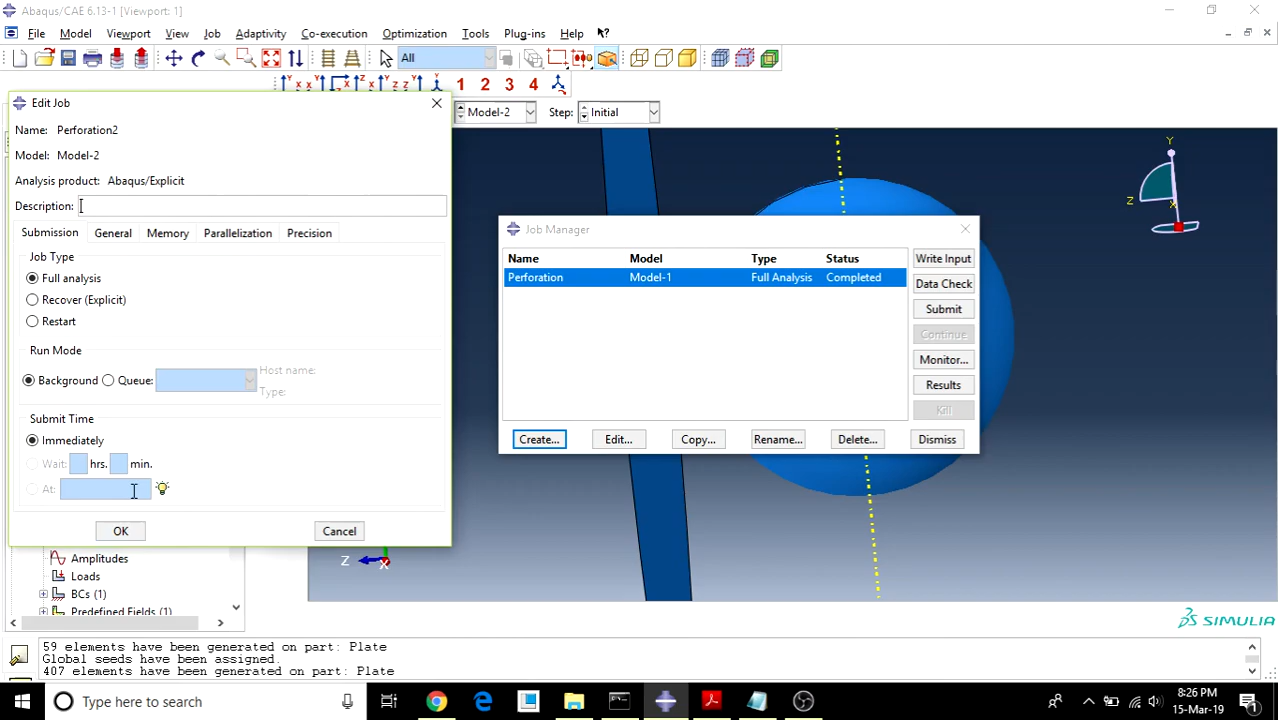 Abaqus/CAE 6.13-1 [Viewport: 1]
File Model Viewport View Job Adaptivity Co-execution Optimization Tools Plug-ins Help
All
1 2 3 4
Edit Job
Model-2 Step: Initial
Name: Perforation2
Model: Model-2
Analysis product: Abaqus/Explicit
Description:
Submission General Memory Parallelization Precision
Job Type
Full analysis
Recover (Explicit)
Restart
Run Mode
Background Queue: Host name:
Type:
Submit Time
Immediately
Wait: hrs. min.
At:
OK Cancel
Job Manager
Name Model Type Status
Perforation Model-1 Full Analysis Completed
Write Input
Data Check
Submit
Continue
Monitor...
Results
Kill
Create... Edit... Copy... Rename... Delete... Dismiss
Y
Z
X
Z
X
Amplitudes
Loads
BCs (1)
Predefined Fields (1)
SIMULIA
59 elements have been generated on part: Plate
Global seeds have been assigned.
407 elements have been generated on part: Plate
Type here to search
8:26 PM
15-Mar-19
1